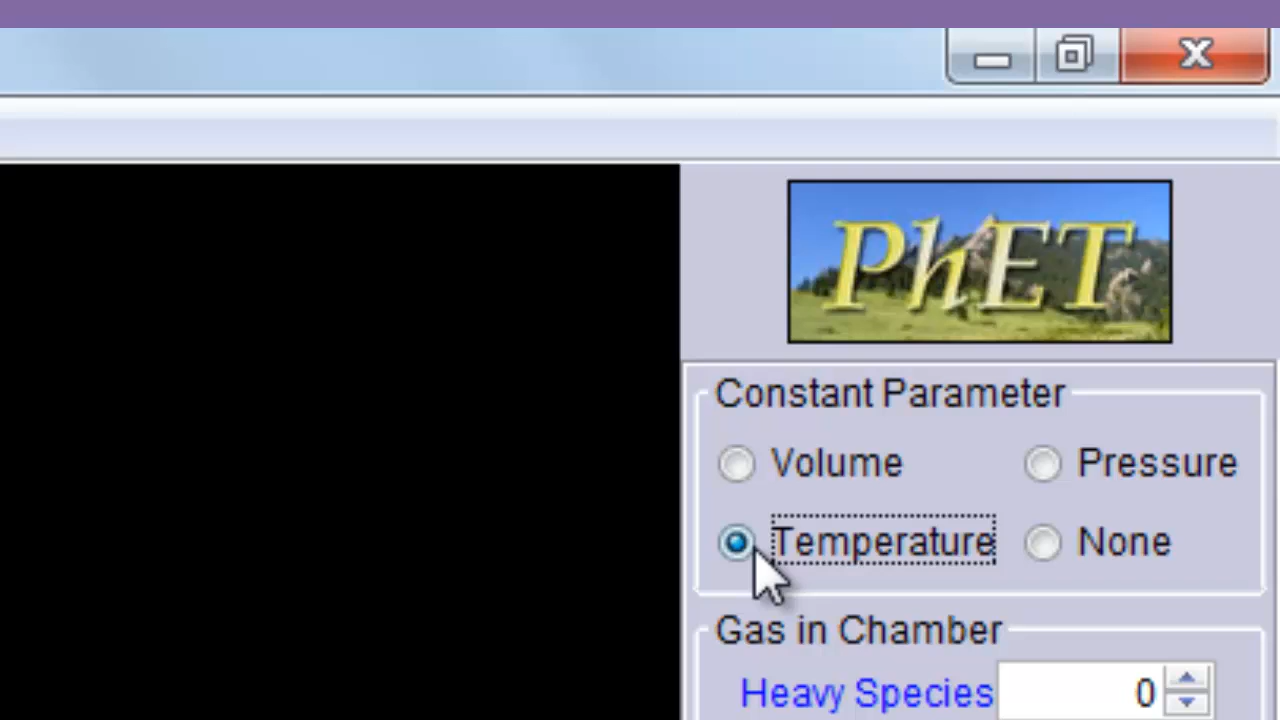 PhET
Constant Parameter
Volume Pressure
Temperature None
Gas in Chamber
Heavy Species 0